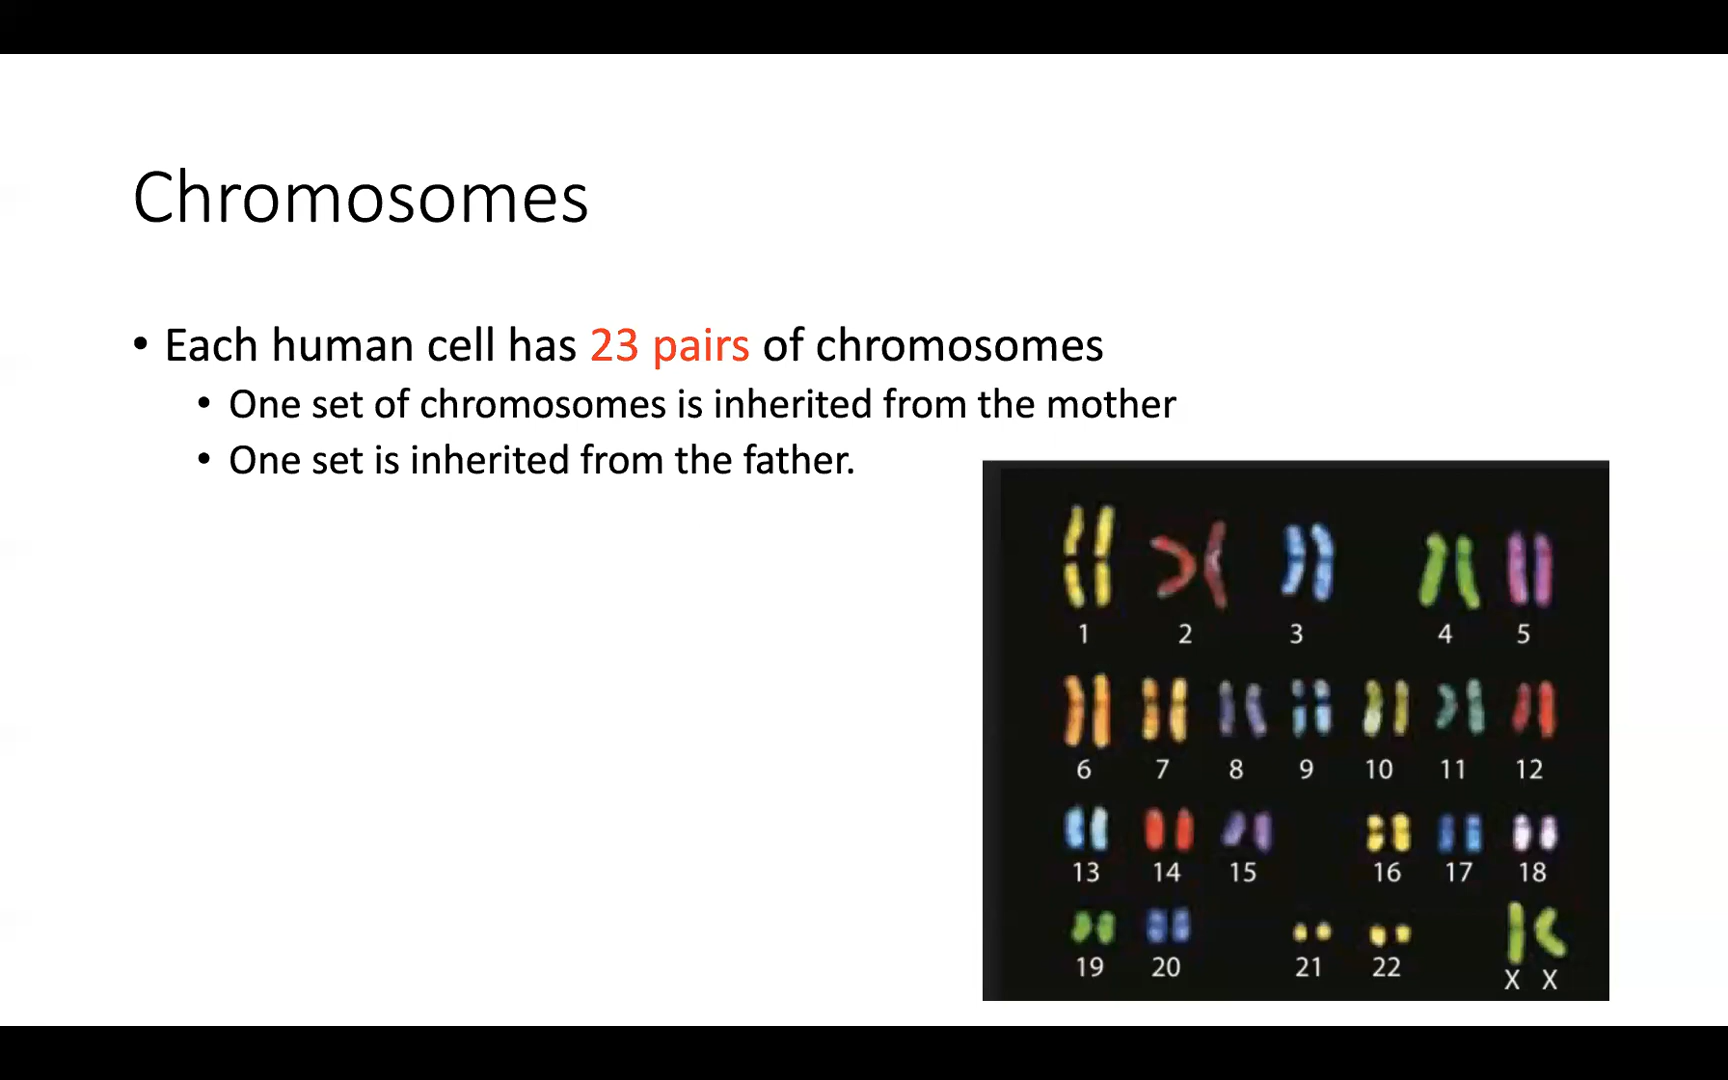 Chromosomes
• Each human cell has 23 pairs of chromosomes
• One set of chromosomes is inherited from the mother
• One set is inherited from the father.
1 2 3 4 5
6 7 8 9 10 11 12
13 14 15 16 17 18
19 20 21 22 X X